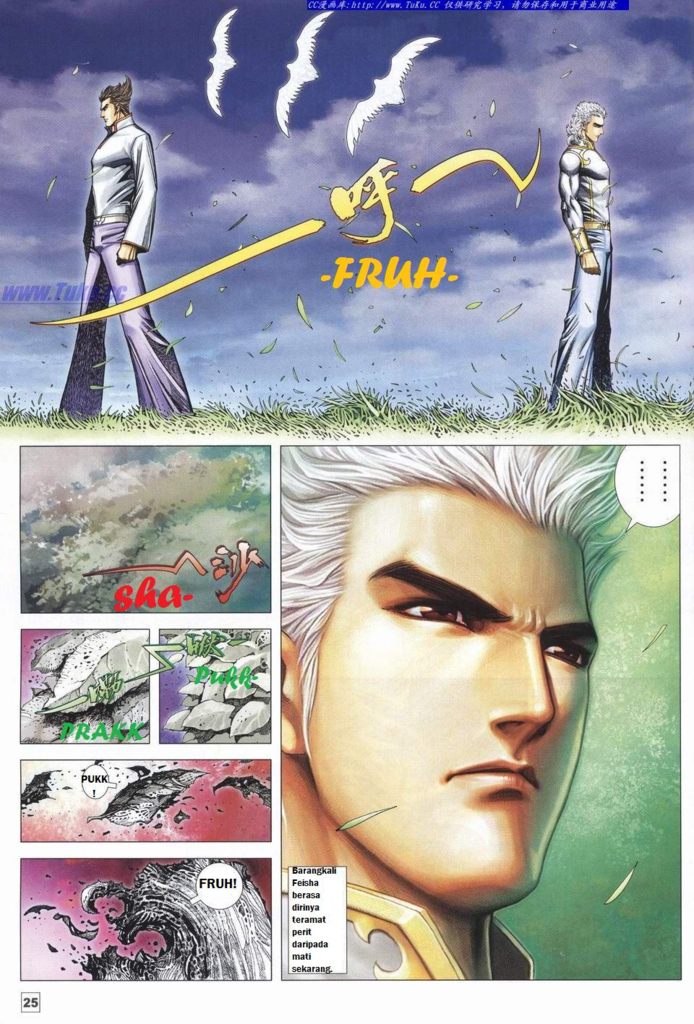 CC漫画库:http://www.TuKu.CC 仅供研究学习、请勿保存和用于商业用途
呼
-FRUH-
www.Tuku.cc
沙
sha-
......
PRAKK
Pukk-
PUKK
!
FRUH!
Barangkali
Feisha
berasa
dirinya
teramat
perit
daripada
mati
sekarang.
25